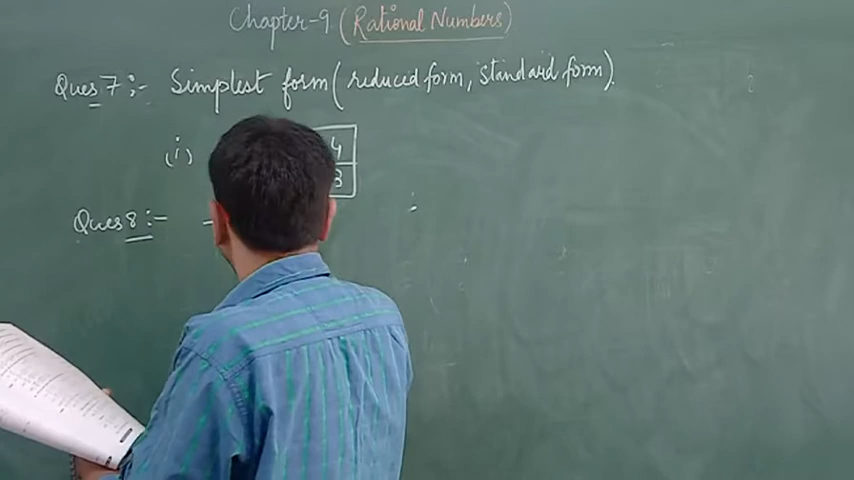 Chapter-9 (Rational Numbers)
Ques 7:- Simplest form (reduced form, standard form).
(i) 4
3
Ques 8:- -